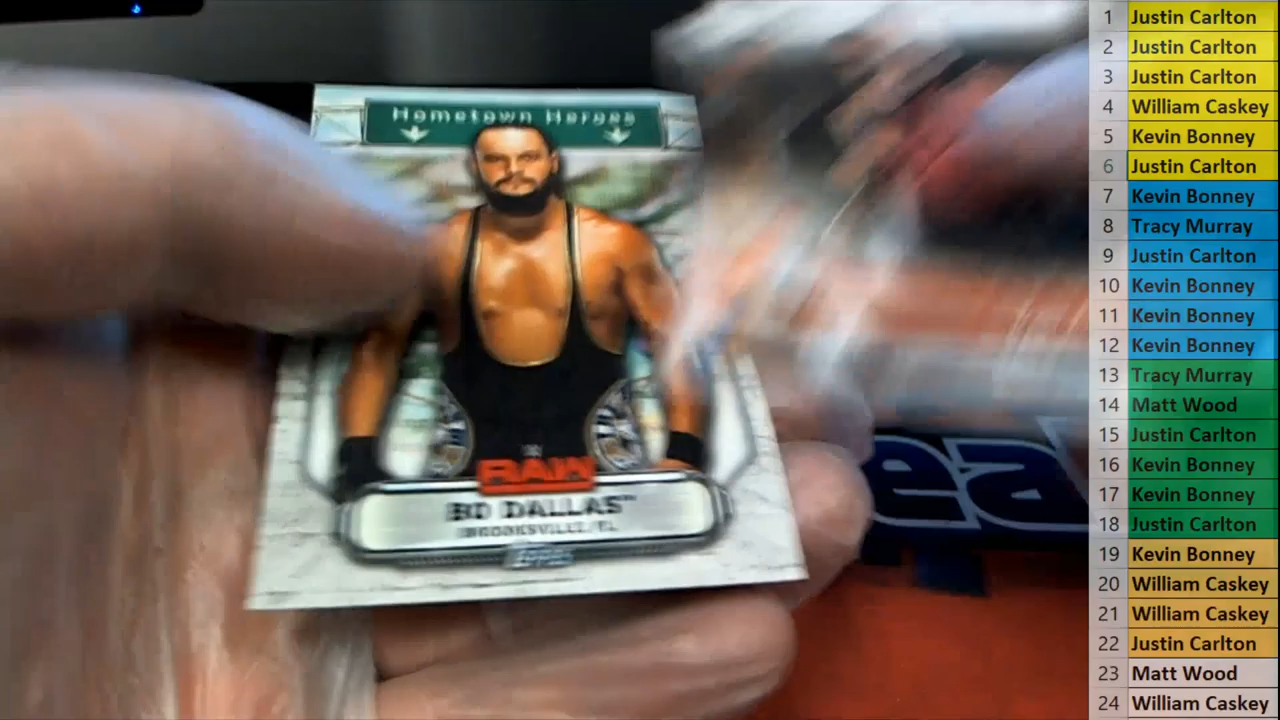 Hometown Heroes
RAW
BO DALLAS™
BROOKSVILLE, FL
Topps
ea
1 Justin Carlton
2 Justin Carlton
3 Justin Carlton
4 William Caskey
5 Kevin Bonney
6 Justin Carlton
7 Kevin Bonney
8 Tracy Murray
9 Justin Carlton
10 Kevin Bonney
11 Kevin Bonney
12 Kevin Bonney
13 Tracy Murray
14 Matt Wood
15 Justin Carlton
16 Kevin Bonney
17 Kevin Bonney
18 Justin Carlton
19 Kevin Bonney
20 William Caskey
21 William Caskey
22 Justin Carlton
23 Matt Wood
24 William Caskey